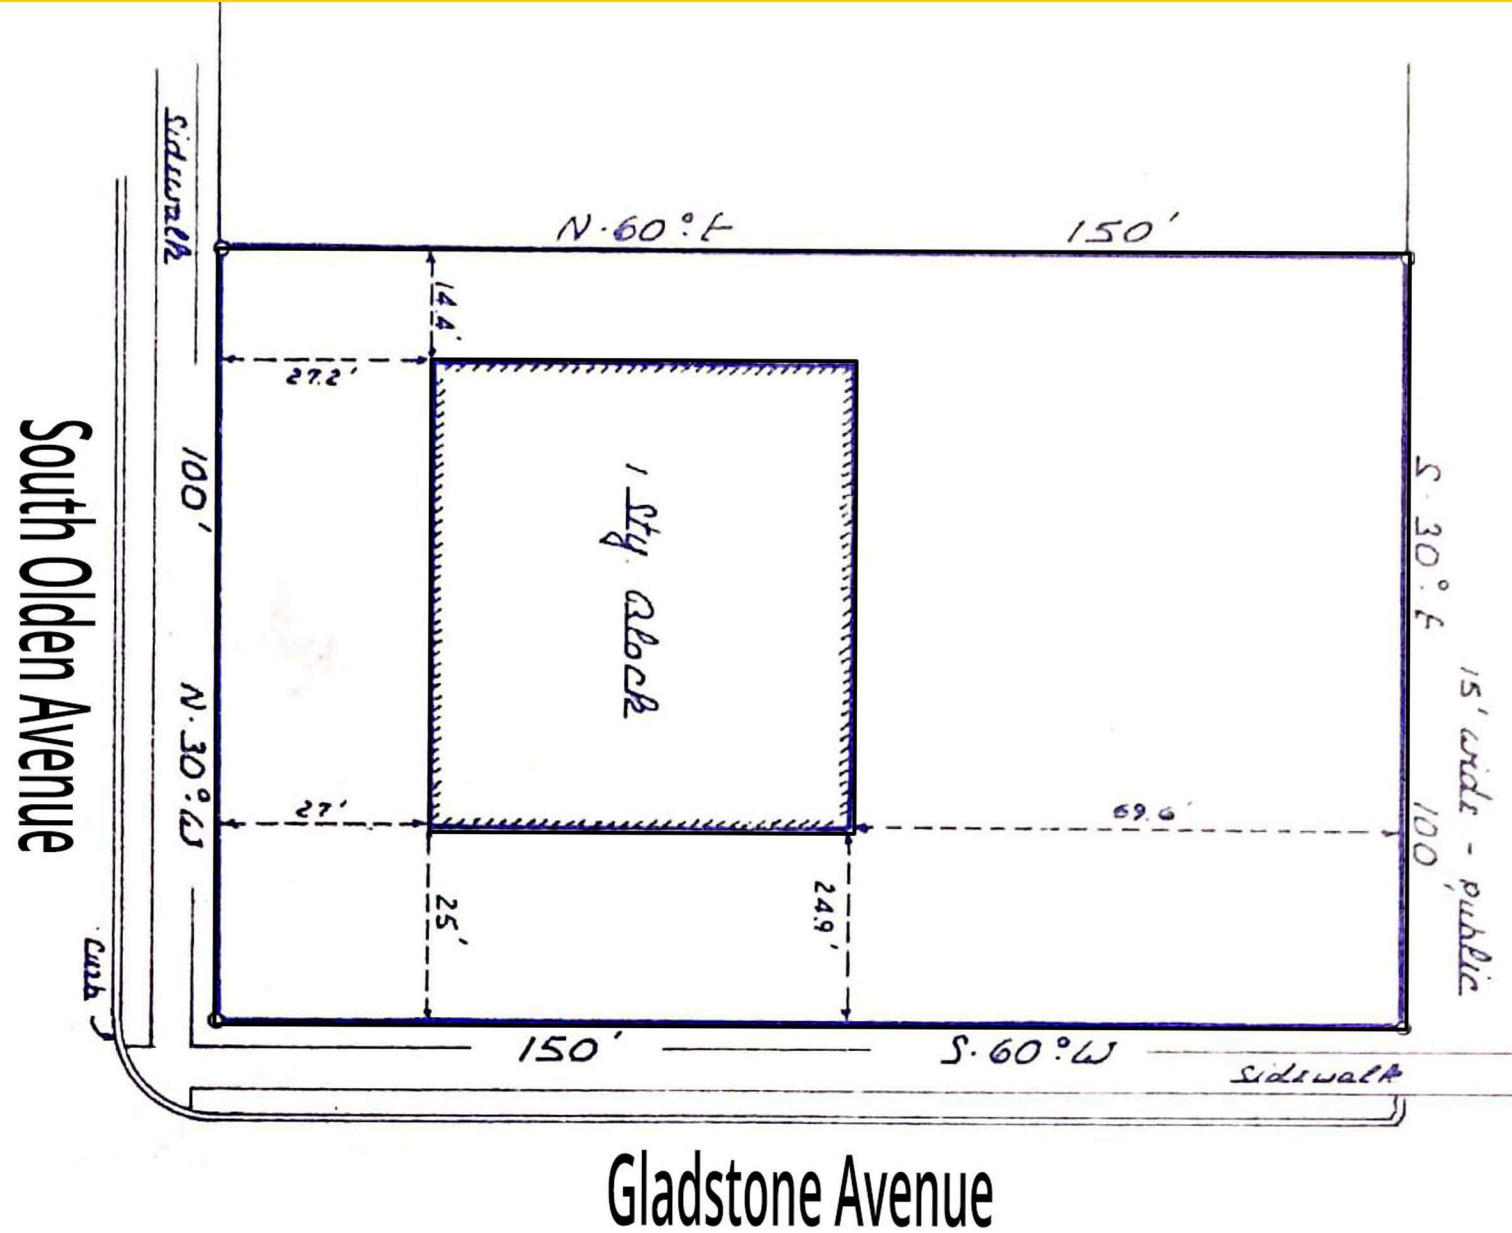 N. 60° E 150'
Sidewalk
14.4'
27.2'
100' N. 30° W
South Olden Avenue
1 Sty. Block
S. 30° E 100'
15' wide - public
27'
69.6'
25'
24.9'
Curb
150' S. 60° W
Sidewalk
Gladstone Avenue